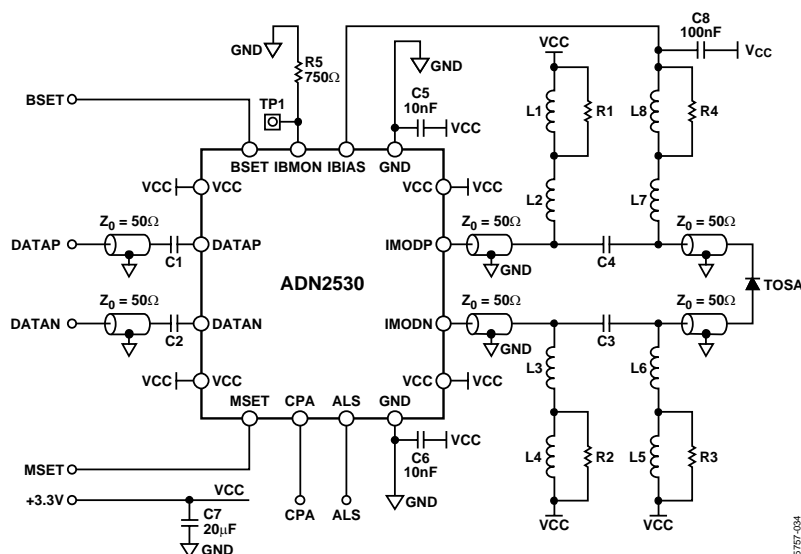 C8
100nF
VCC
GND
R5
750Ω
VCC
GND
TP1
C5
10nF
BSET
VCC
L1
R1
L8
R4
BSET
IBMON
IBIAS
GND
VCC
VCC
VCC
VCC
L2
L7
Z0 = 50Ω
Z0 = 50Ω
Z0 = 50Ω
DATAP
DATAP
IMODP
C1
GND
C4
ADN2530
TOSA
Z0 = 50Ω
Z0 = 50Ω
Z0 = 50Ω
DATAN
DATAN
IMODN
C2
GND
C3
VCC
VCC
VCC
VCC
L3
L6
MSET
CPA
ALS
GND
VCC
C6
10nF
L4
R2
L5
R3
MSET
+3.3V
VCC
CPA
ALS
GND
VCC
VCC
C7
20µF
GND